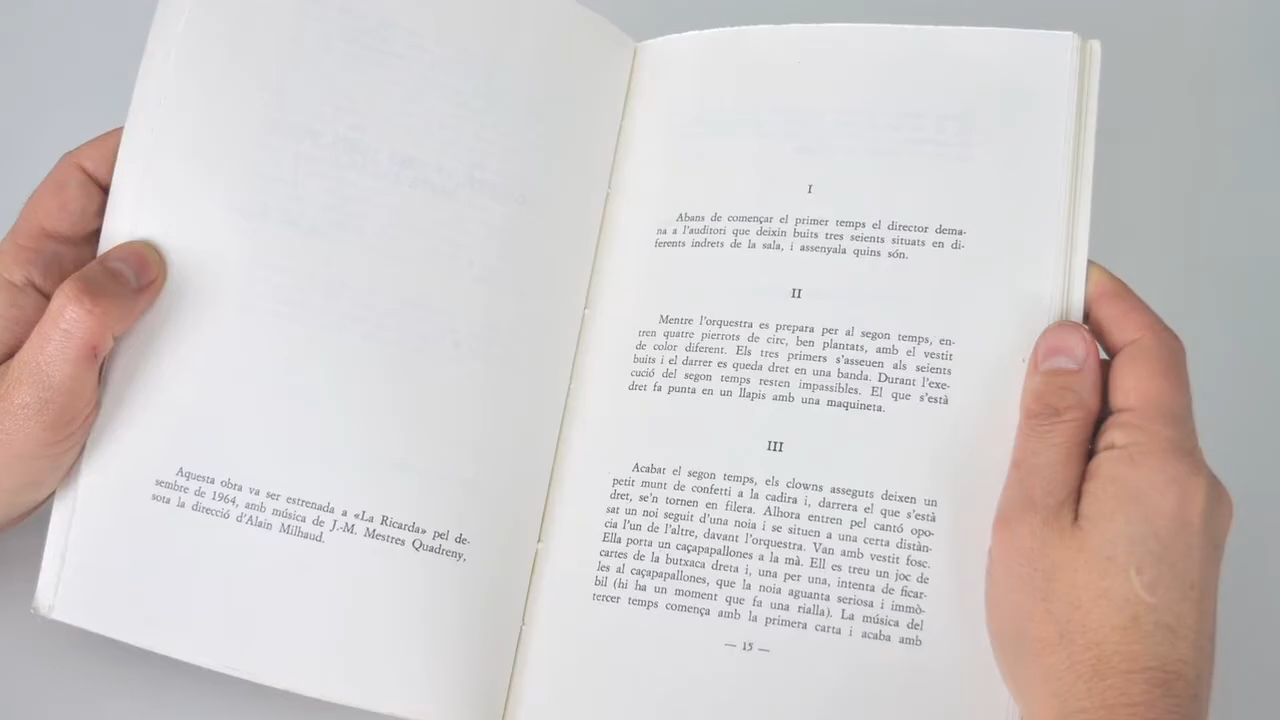 Aquesta obra va ser estrenada a «La Ricarda» pel de-
sembre de 1964, amb música de J.-M. Mestres Quadreny,
sota la direcció d'Alain Milhaud.
I
Abans de començar el primer temps el director dema-
na a l'auditori que deixin buits tres seients situats en di-
ferents indrets de la sala, i assenyala quins són.
II
Mentre l'orquestra es prepara per al segon temps, en-
tren quatre pierrots de circ, ben plantats, amb el vestit
de color diferent. Els tres primers s'asseuen als seients
buits i el darrer es queda dret en una banda. Durant l'exe-
cució del segon temps resten impassibles. El que s'està
dret fa punta en un llapis amb una maquineta.
III
Acabar el segon temps, els clowns asseguts deixen un
petit munt de confetti a la cadira i, darrera el que s'està
dret, se'n tornen en filera. Alhora entren pel cantó opo-
sat un noi seguit d'una noia i se situen a una certa distàn-
cia l'un de l'altre, davant l'orquestra. Van amb vestit fosc.
Ella porta un caçapapallones a la mà. Ell es treu un joc de
cartes de la butxaca dreta i, una per una, intenta de ficar-
les al caçapapallones, que la noia aguanta seriosa i immò-
bil (hi ha un moment que fa una rialla). La música del
tercer temps comença amb la primera carta i acaba amb
— 15 —